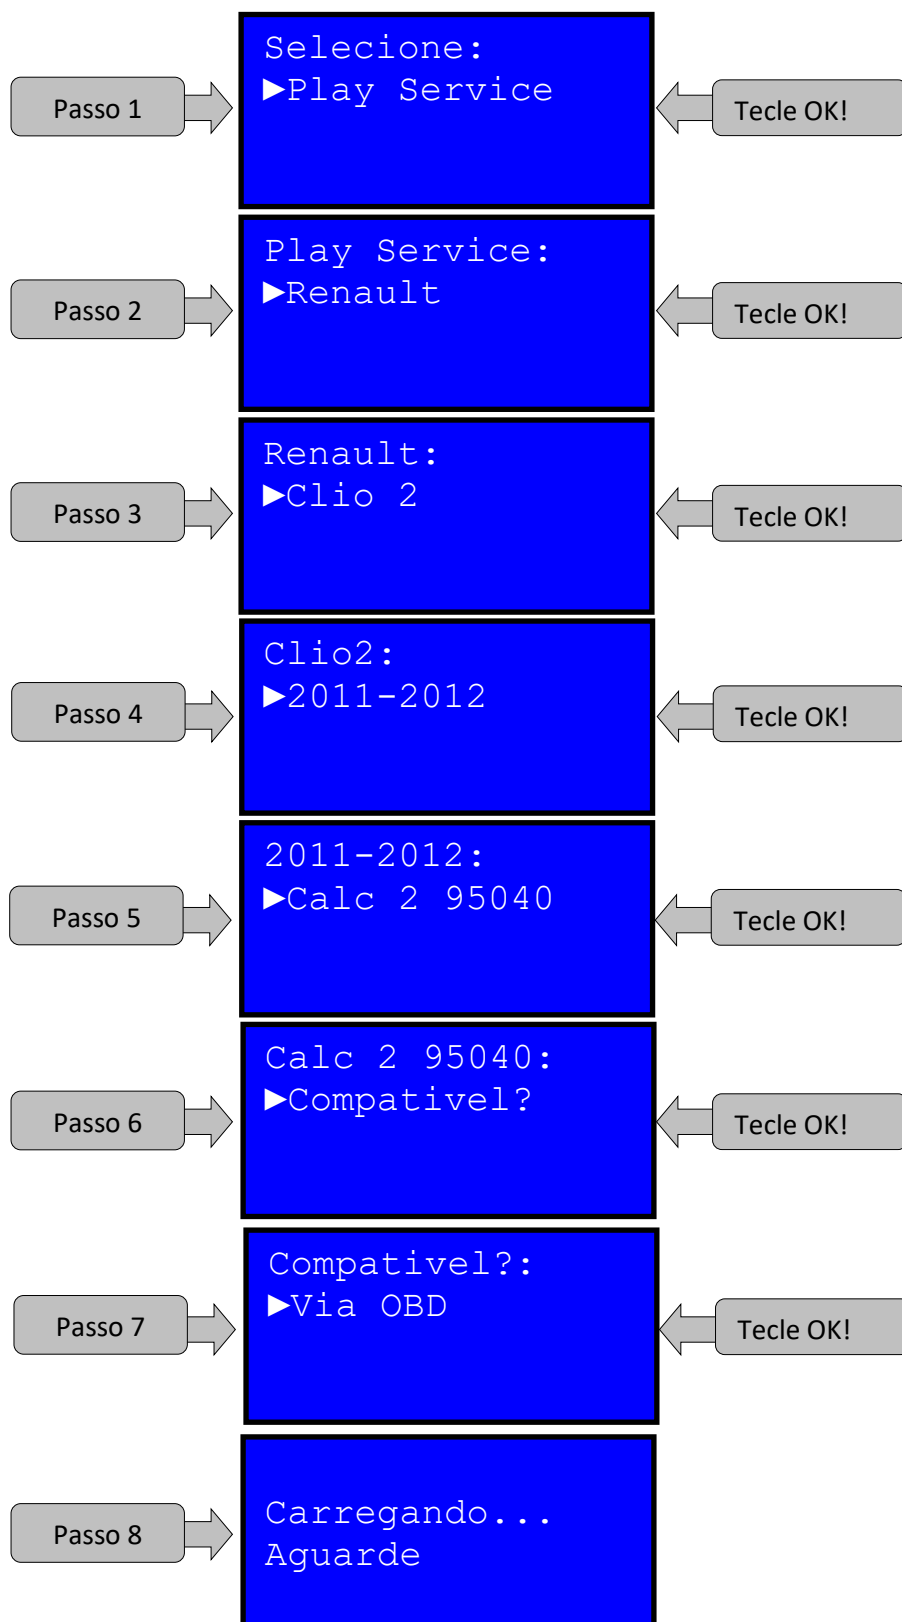 Selecione:
Passo 1
►Play Service
Tecle OK!
Play Service:
Passo 2
►Renault
Tecle OK!
Renault:
Passo 3
►Clio 2
Tecle OK!
Clio2:
Passo 4
►2011-2012
Tecle OK!
2011-2012:
Passo 5
►Calc 2 95040
Tecle OK!
Calc 2 95040:
Passo 6
►Compativel?
Tecle OK!
Compativel?:
Passo 7
►Via OBD
Tecle OK!
Passo 8
Carregando...
Aguarde